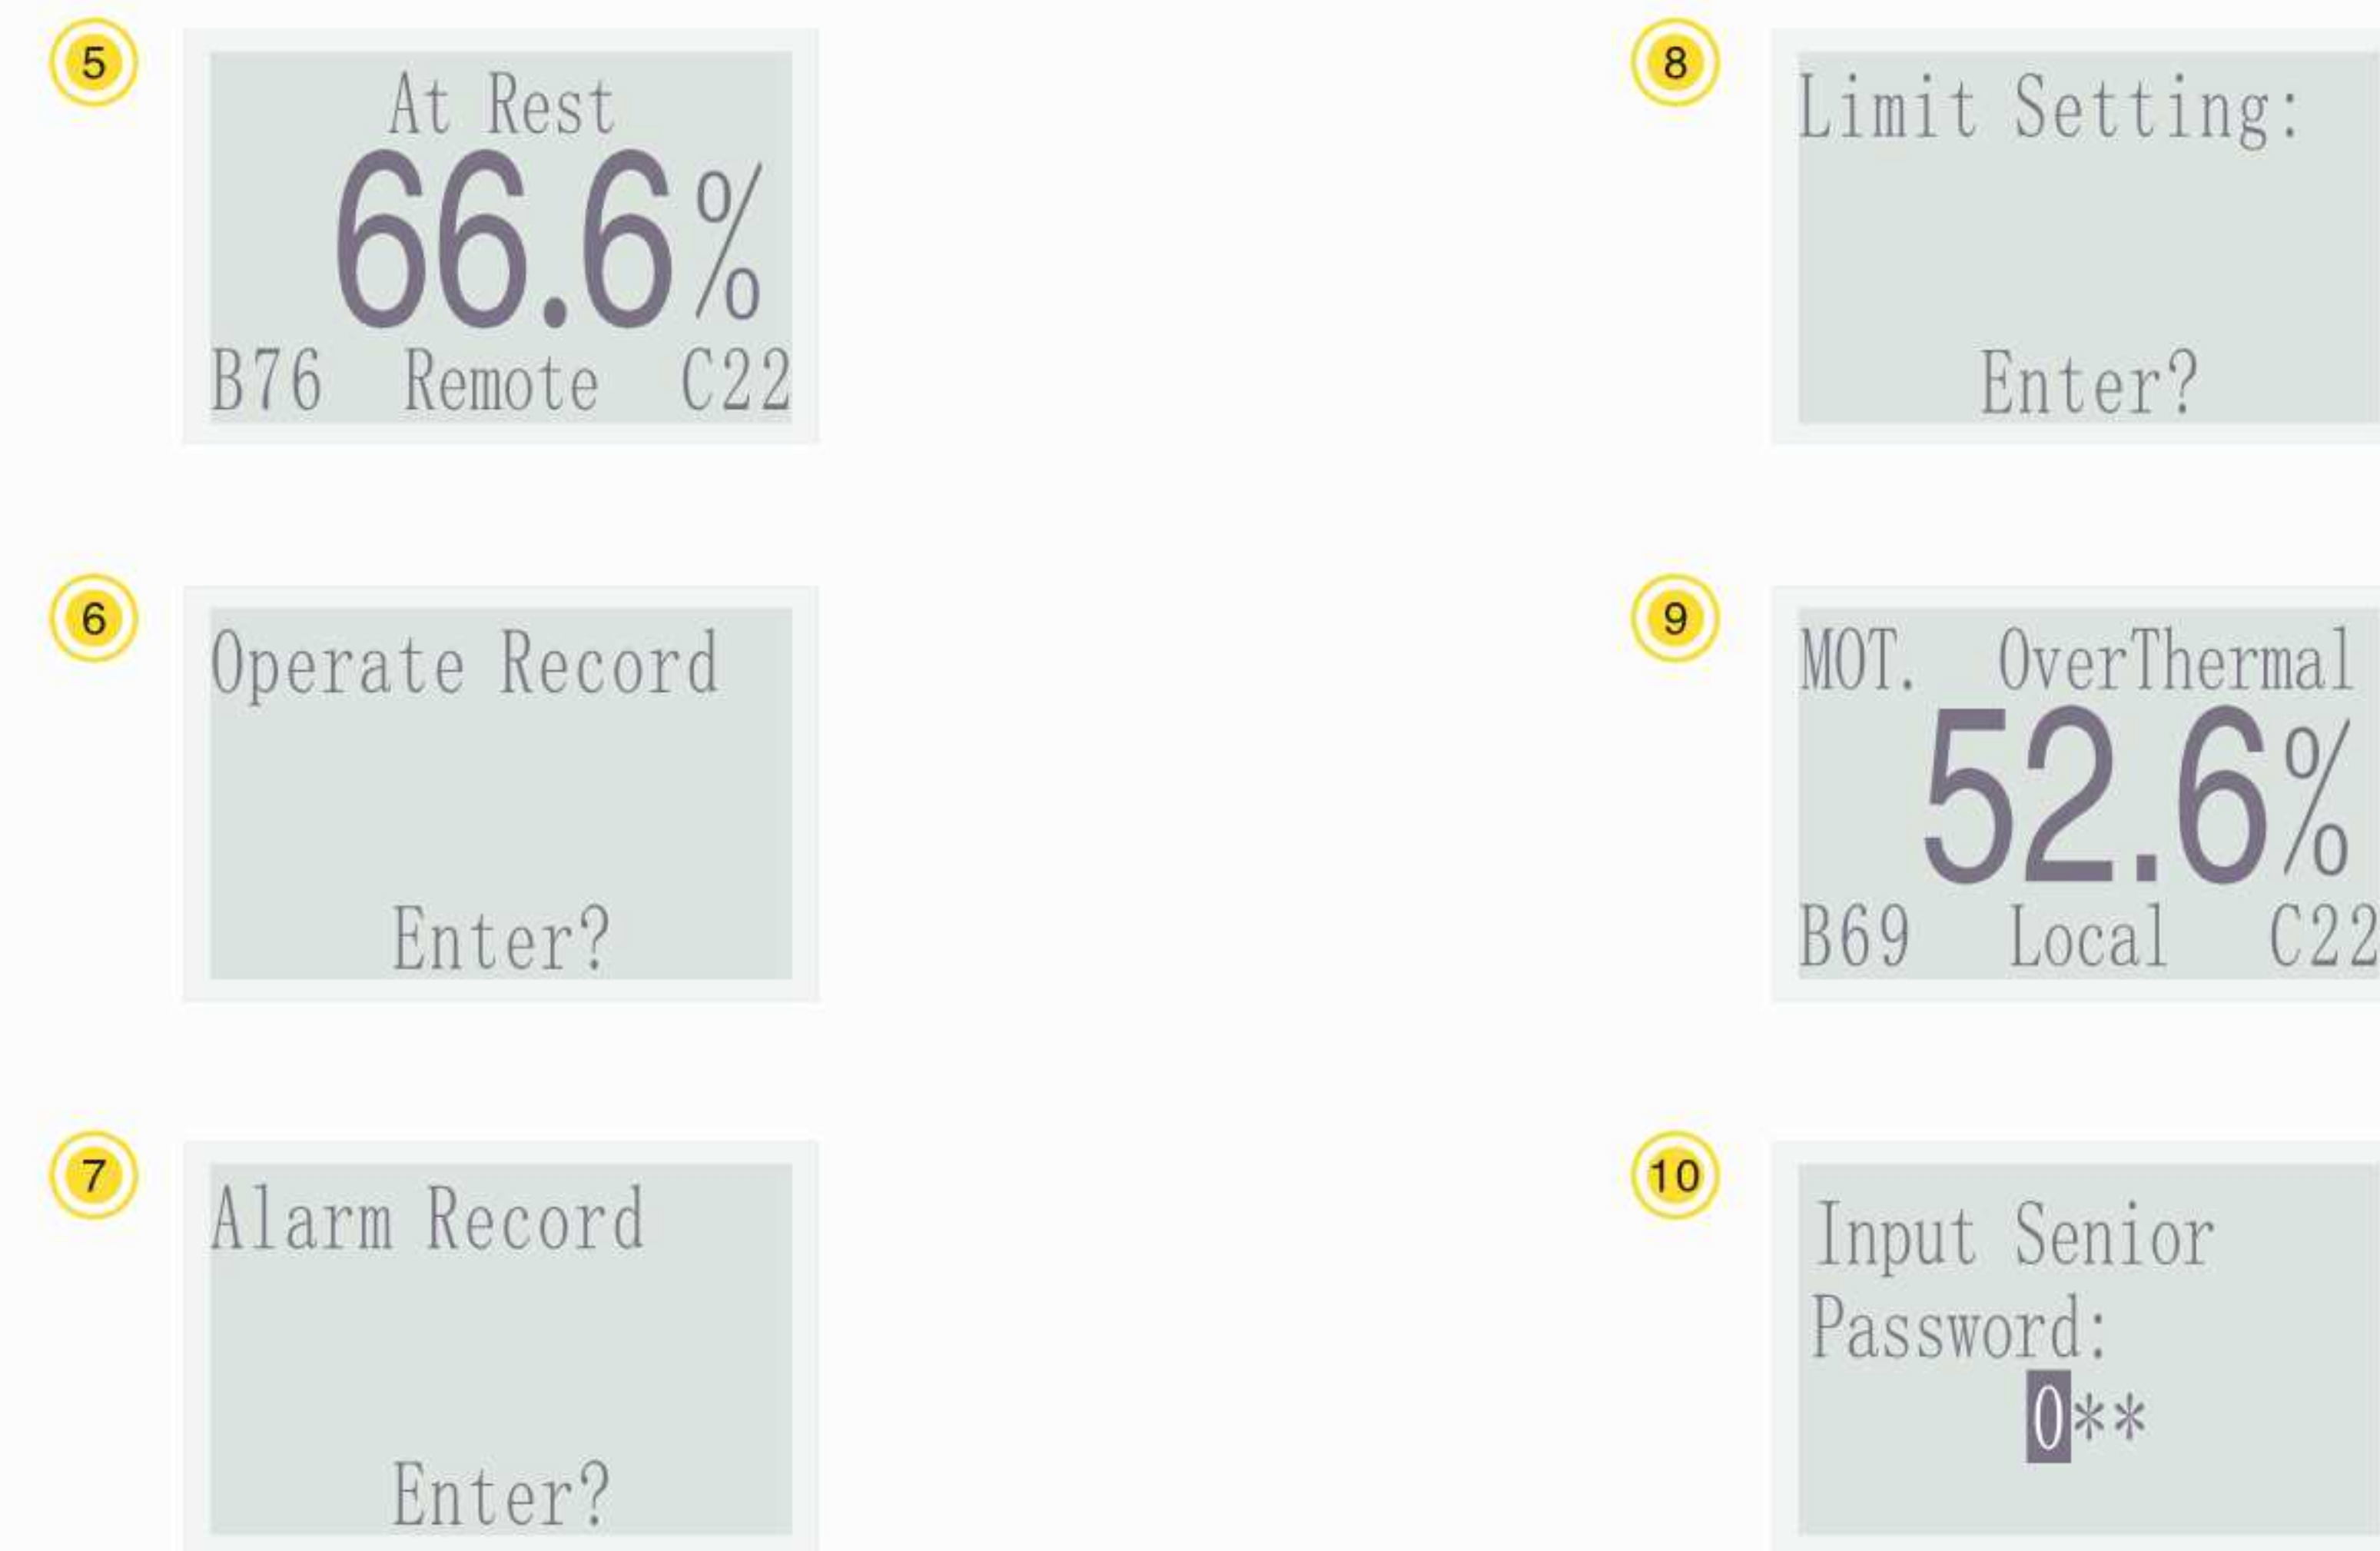 5
At Rest
66.6%
B76 Remote C22
6
Operate Record
Enter?
7
Alarm Record
Enter?
8
Limit Setting:
Enter?
9
MOT. OverThermal
52.6%
B69 Local C22
10
Input Senior
Password:
0**